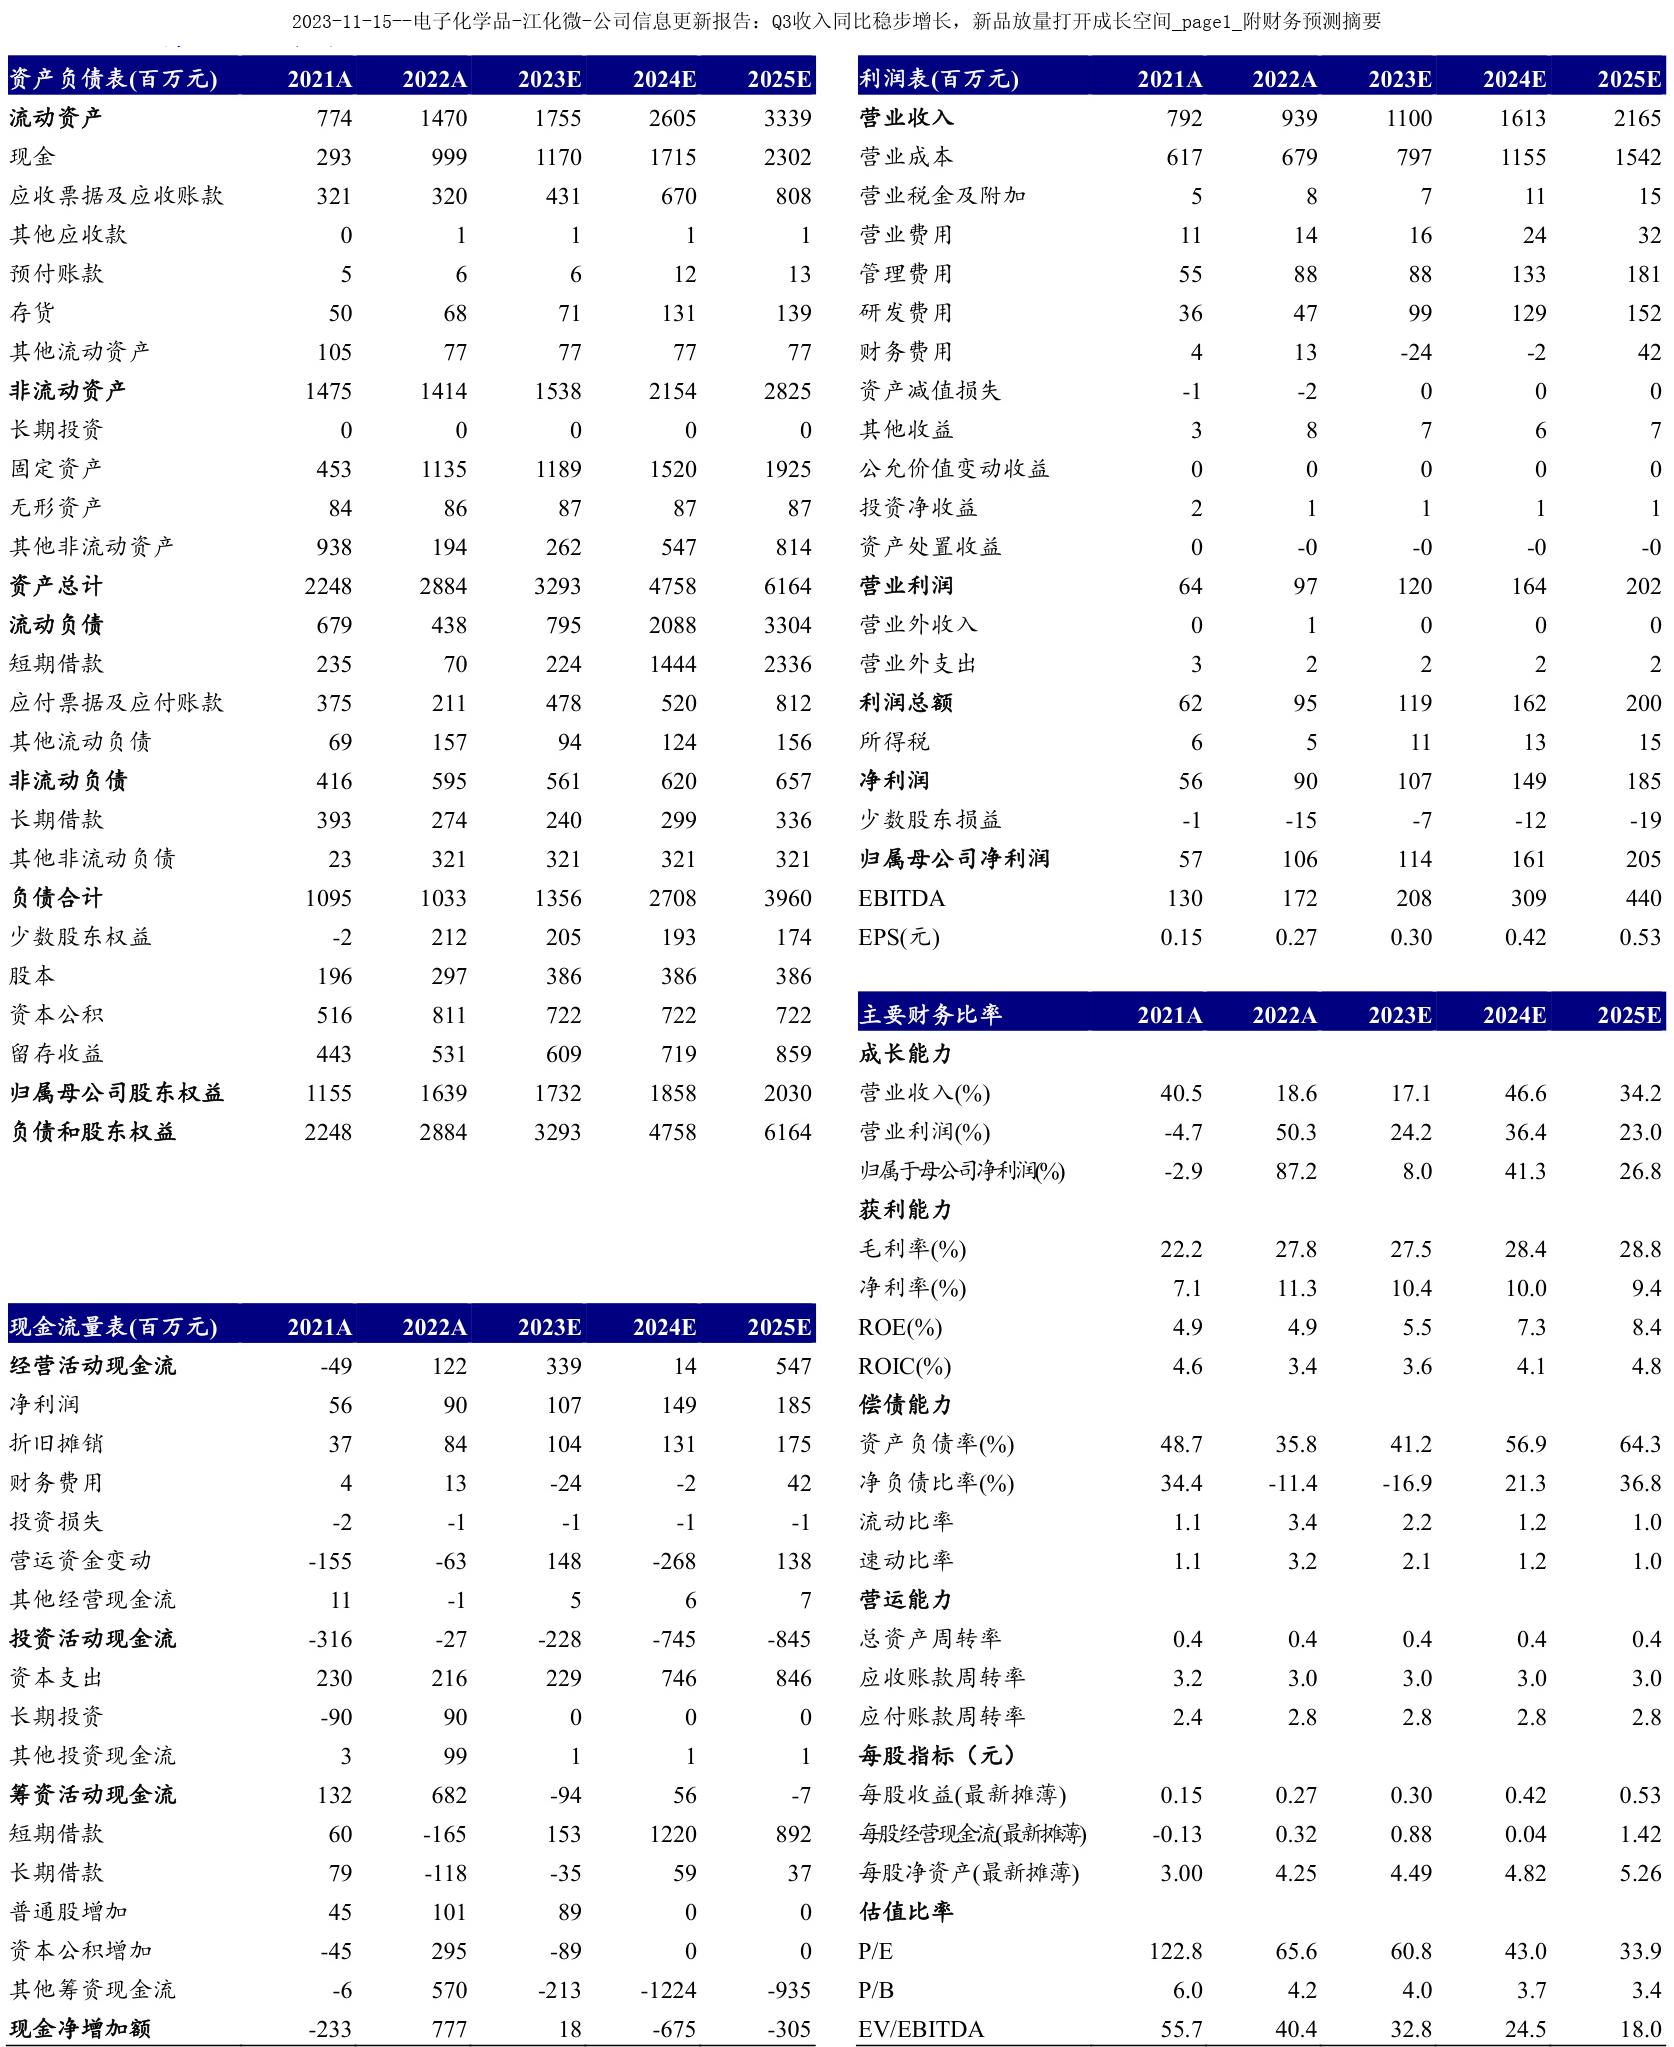 2023-11-15--电子化学品-江化微-公司信息更新报告：Q3收入同比稳步增长，新品放量打开成长空间_page1_附财务预测摘要
资产负债表(百万元) 2021A 2022A 2023E 2024E 2025E
流动资产 774 1470 1755 2605 3339
现金 293 999 1170 1715 2302
应收票据及应收账款 321 320 431 670 808
其他应收款 0 1 1 1 1
预付账款 5 6 6 12 13
存货 50 68 71 131 139
其他流动资产 105 77 77 77 77
非流动资产 1475 1414 1538 2154 2825
长期投资 0 0 0 0 0
固定资产 453 1135 1189 1520 1925
无形资产 84 86 87 87 87
其他非流动资产 938 194 262 547 814
资产总计 2248 2884 3293 4758 6164
流动负债 679 438 795 2088 3304
短期借款 235 70 224 1444 2336
应付票据及应付账款 375 211 478 520 812
其他流动负债 69 157 94 124 156
非流动负债 416 595 561 620 657
长期借款 393 274 240 299 336
其他非流动负债 23 321 321 321 321
负债合计 1095 1033 1356 2708 3960
少数股东权益 -2 212 205 193 174
股本 196 297 386 386 386
资本公积 516 811 722 722 722
留存收益 443 531 609 719 859
归属母公司股东权益 1155 1639 1732 1858 2030
负债和股东权益 2248 2884 3293 4758 6164
现金流量表(百万元) 2021A 2022A 2023E 2024E 2025E
经营活动现金流 -49 122 339 14 547
净利润 56 90 107 149 185
折旧摊销 37 84 104 131 175
财务费用 4 13 -24 -2 42
投资损失 -2 -1 -1 -1 -1
营运资金变动 -155 -63 148 -268 138
其他经营现金流 11 -1 5 6 7
投资活动现金流 -316 -27 -228 -745 -845
资本支出 230 216 229 746 846
长期投资 -90 90 0 0 0
其他投资现金流 3 99 1 1 1
筹资活动现金流 132 682 -94 56 -7
短期借款 60 -165 153 1220 892
长期借款 79 -118 -35 59 37
普通股增加 45 101 89 0 0
资本公积增加 -45 295 -89 0 0
其他筹资现金流 -6 570 -213 -1224 -935
现金净增加额 -233 777 18 -675 -305
利润表(百万元) 2021A 2022A 2023E 2024E 2025E
营业收入 792 939 1100 1613 2165
营业成本 617 679 797 1155 1542
营业税金及附加 5 8 7 11 15
营业费用 11 14 16 24 32
管理费用 55 88 88 133 181
研发费用 36 47 99 129 152
财务费用 4 13 -24 -2 42
资产减值损失 -1 -2 0 0 0
其他收益 3 8 7 6 7
公允价值变动收益 0 0 0 0 0
投资净收益 2 1 1 1 1
资产处置收益 0 -0 -0 -0 -0
营业利润 64 97 120 164 202
营业外收入 0 1 0 0 0
营业外支出 3 2 2 2 2
利润总额 62 95 119 162 200
所得税 6 5 11 13 15
净利润 56 90 107 149 185
少数股东损益 -1 -15 -7 -12 -19
归属母公司净利润 57 106 114 161 205
EBITDA 130 172 208 309 440
EPS(元) 0.15 0.27 0.30 0.42 0.53
主要财务比率 2021A 2022A 2023E 2024E 2025E
成长能力
营业收入(%) 40.5 18.6 17.1 46.6 34.2
营业利润(%) -4.7 50.3 24.2 36.4 23.0
归属于母公司净利润(%) -2.9 87.2 8.0 41.3 26.8
获利能力
毛利率(%) 22.2 27.8 27.5 28.4 28.8
净利率(%) 7.1 11.3 10.4 10.0 9.4
ROE(%) 4.9 4.9 5.5 7.3 8.4
ROIC(%) 4.6 3.4 3.6 4.1 4.8
偿债能力
资产负债率(%) 48.7 35.8 41.2 56.9 64.3
净负债比率(%) 34.4 -11.4 -16.9 21.3 36.8
流动比率 1.1 3.4 2.2 1.2 1.0
速动比率 1.1 3.2 2.1 1.2 1.0
营运能力
总资产周转率 0.4 0.4 0.4 0.4 0.4
应收账款周转率 3.2 3.0 3.0 3.0 3.0
应付账款周转率 2.4 2.8 2.8 2.8 2.8
每股指标（元）
每股收益(最新摊薄) 0.15 0.27 0.30 0.42 0.53
每股经营现金流(最新摊薄) -0.13 0.32 0.88 0.04 1.42
每股净资产(最新摊薄) 3.00 4.25 4.49 4.82 5.26
估值比率
P/E 122.8 65.6 60.8 43.0 33.9
P/B 6.0 4.2 4.0 3.7 3.4
EV/EBITDA 55.7 40.4 32.8 24.5 18.0